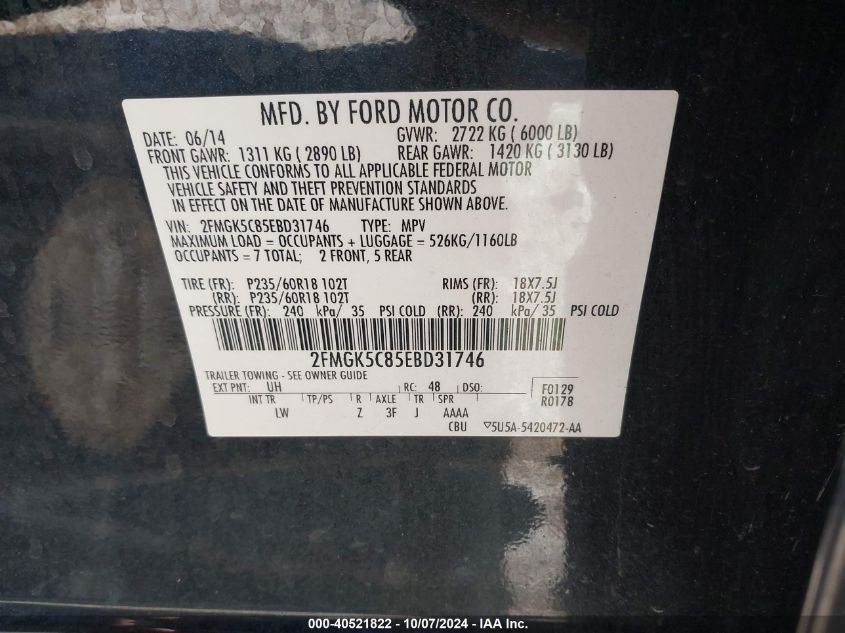 MFD. BY FORD MOTOR CO.
DATE: 06/14 GVWR: 2722 KG ( 6000 LB)
FRONT GAWR: 1311 KG ( 2890 LB) REAR GAWR: 1420 KG ( 3130 LB)
THIS VEHICLE CONFORMS TO ALL APPLICABLE FEDERAL MOTOR
VEHICLE SAFETY AND THEFT PREVENTION STANDARDS
IN EFFECT ON THE DATE OF MANUFACTURE SHOWN ABOVE.
VIN: 2FMGK5C85EBD31746 TYPE: MPV
MAXIMUM LOAD = OCCUPANTS + LUGGAGE = 526KG/1160LB
OCCUPANTS = 7 TOTAL; 2 FRONT, 5 REAR
TIRE (FR): P235/60R18 102T RIMS (FR): 18X7.5J
(RR): P235/60R18 102T (RR): 18X7.5J
PRESSURE (FR): 240 kPa/ 35 PSI COLD (RR): 240 kPa/ 35 PSI COLD
2FMGK5C85EBD31746
TRAILER TOWING - SEE OWNER GUIDE
EXT PNT: UH RC: 48 DSO: F0129
INT TR TP/PS R AXLE TR SPR R0178
LW Z 3F J AAAA
CBU ▽5U5A-5420472-AA
000-40521822 - 10/07/2024 - IAA Inc.